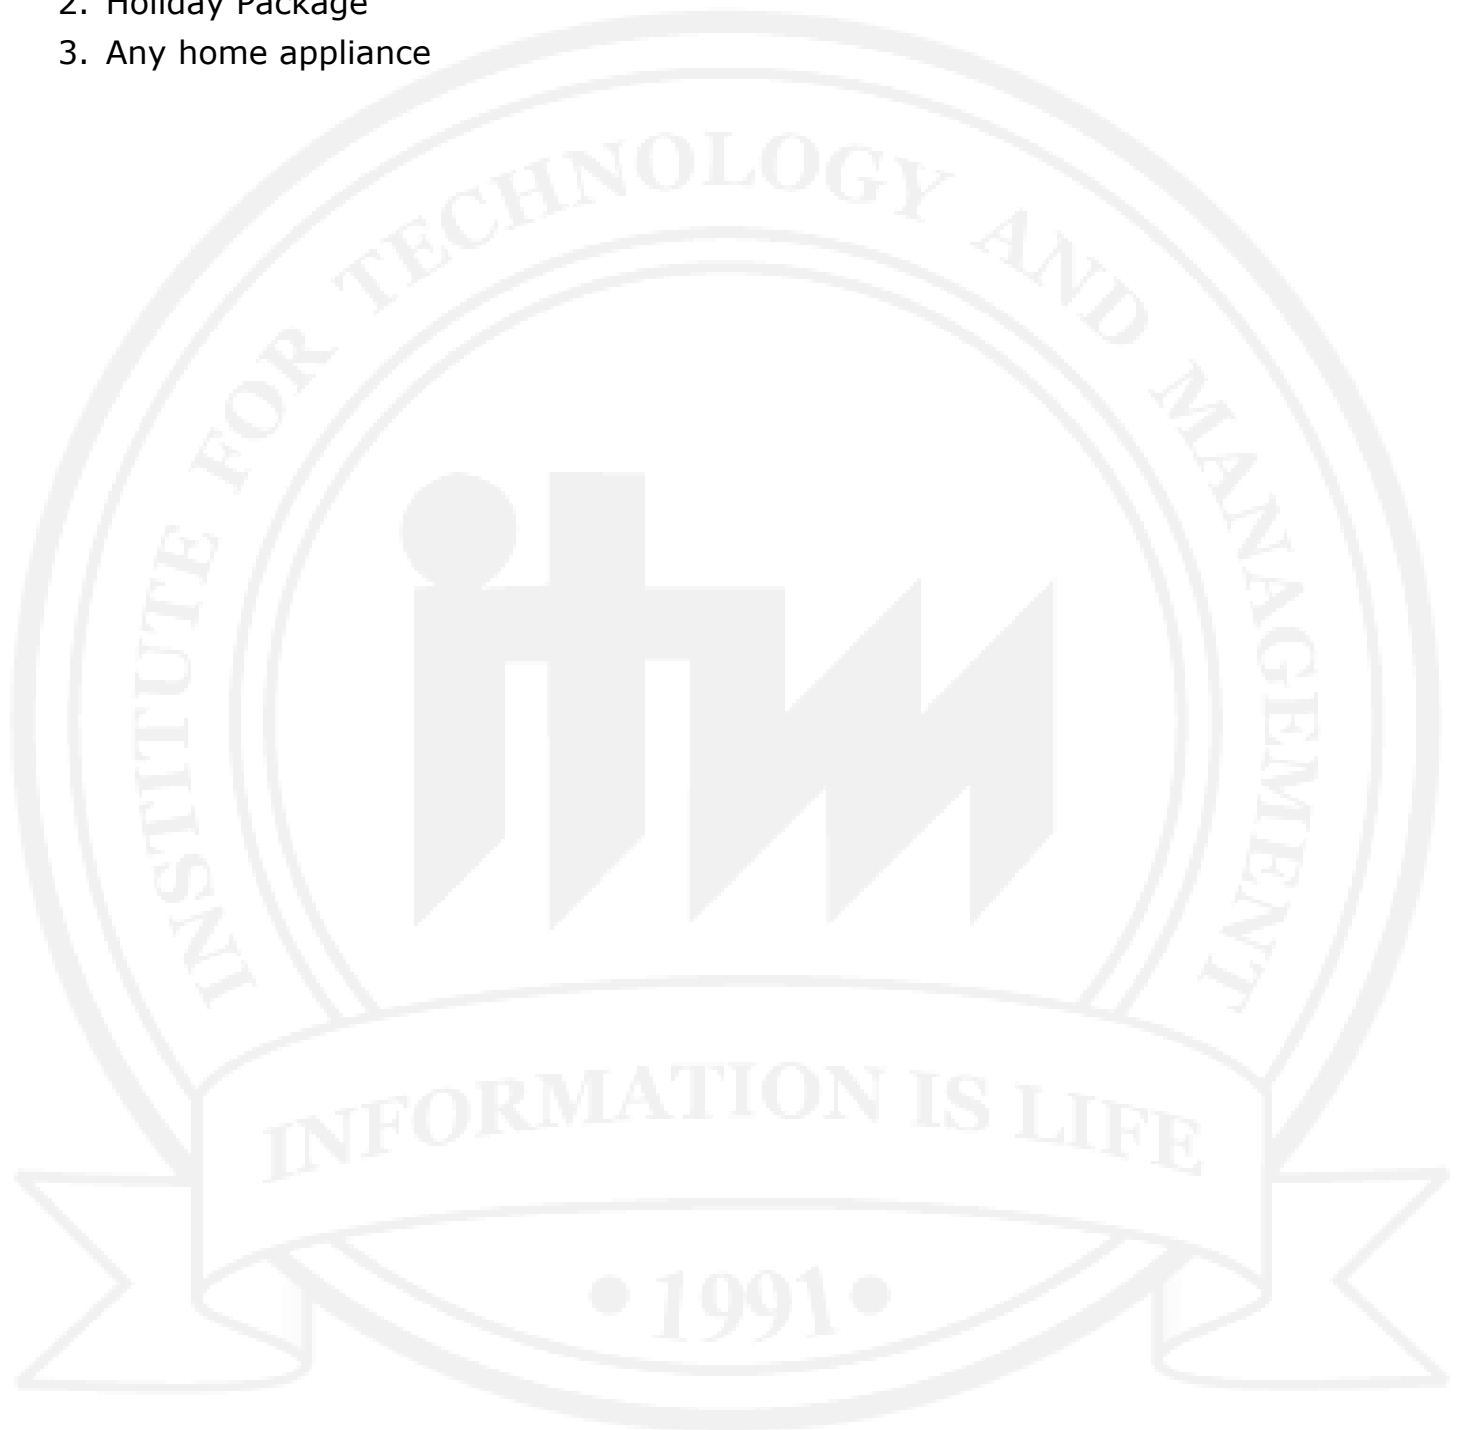 2. Holiday Package
3. Any home appliance
INSTITUTE FOR TECHNOLOGY AND MANAGEMENT
itm
INFORMATION IS LIFE
• 1991 •